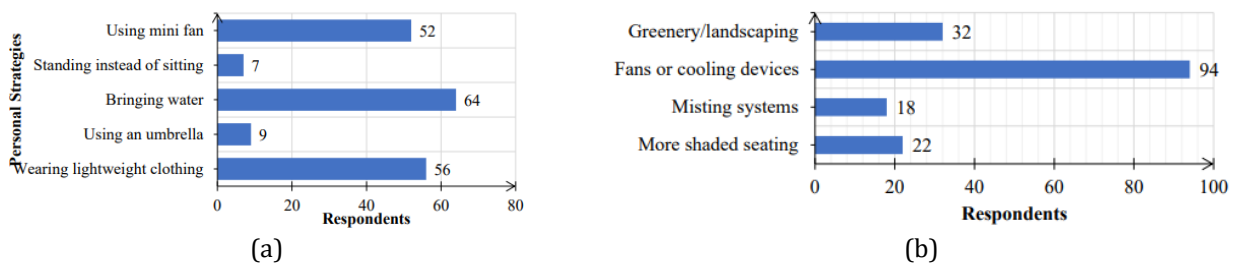 Personal Strategies
Using mini fan
52
Standing instead of sitting
7
Bringing water
64
Using an umbrella
9
Wearing lightweight clothing
56
0 20 40 60 80
Respondents
(a)
Greenery/landscaping
32
Fans or cooling devices
94
Misting systems
18
More shaded seating
22
0 20 40 60 80 100
Respondents
(b)